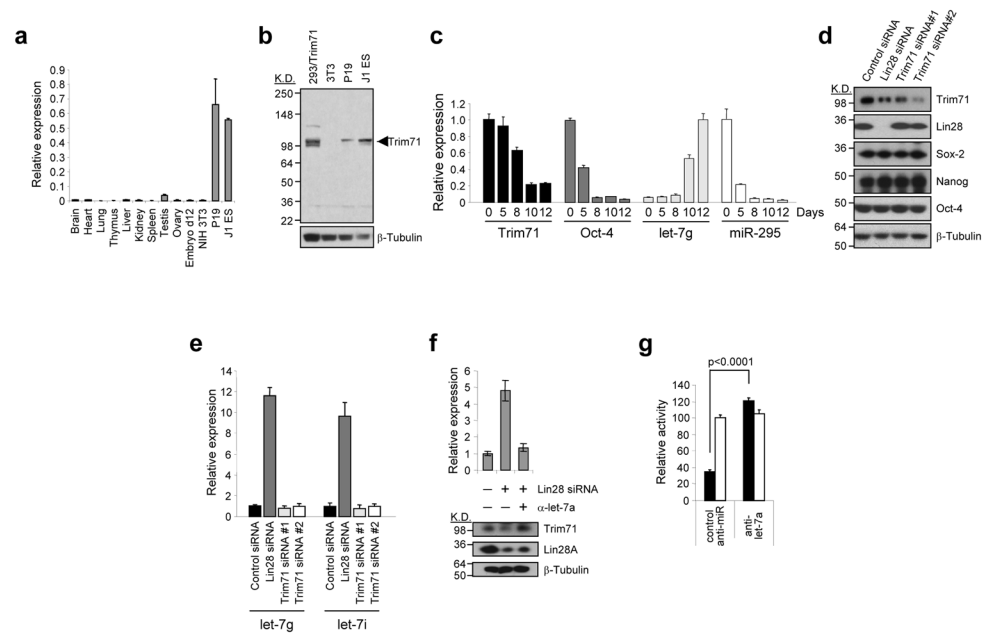 a
Relative expression
0.9
0.8
0.7
0.6
0.5
0.4
0.3
0.2
0.1
0
Brain
Heart
Lung
Thymus
Liver
Kidney
Spleen
Testis
Ovary
Embryo d12
NIH 3T3
P19
J1 ES
b
293/Trim71
3T3
P19
J1 ES
K.D.
250
148
98
64
50
36
22
Trim71
β-Tubulin
c
Relative expression
1.2
1.0
0.8
0.6
0.4
0.2
0
0 5 8 10 12 0 5 8 10 12 0 5 8 10 12 0 5 8 10 12 Days
Trim71 Oct-4 let-7g miR-295
d
Control siRNA
Lin28 siRNA
Trim71 siRNA#1
Trim71 siRNA#2
K.D.
98 Trim71
36 Lin28
36 Sox-2
Nanog
50
50 Oct-4
64 β-Tubulin
50
e
Relative expression
14
12
10
8
6
4
2
0
Control siRNA
Lin28 siRNA
Trim71 siRNA #1
Trim71 siRNA #2
Control siRNA
Lin28 siRNA
Trim71 siRNA #1
Trim71 siRNA #2
let-7g let-7i
f
Relative expression
6
5
4
3
2
1
0
– + + Lin28 siRNA
– – + α-let-7a
K.D.
98 Trim71
36 Lin28A
64 β-Tubulin
50
g
p<0.0001
Relative activity
140
120
100
80
60
40
20
0
control
anti-miR
anti-
let-7a